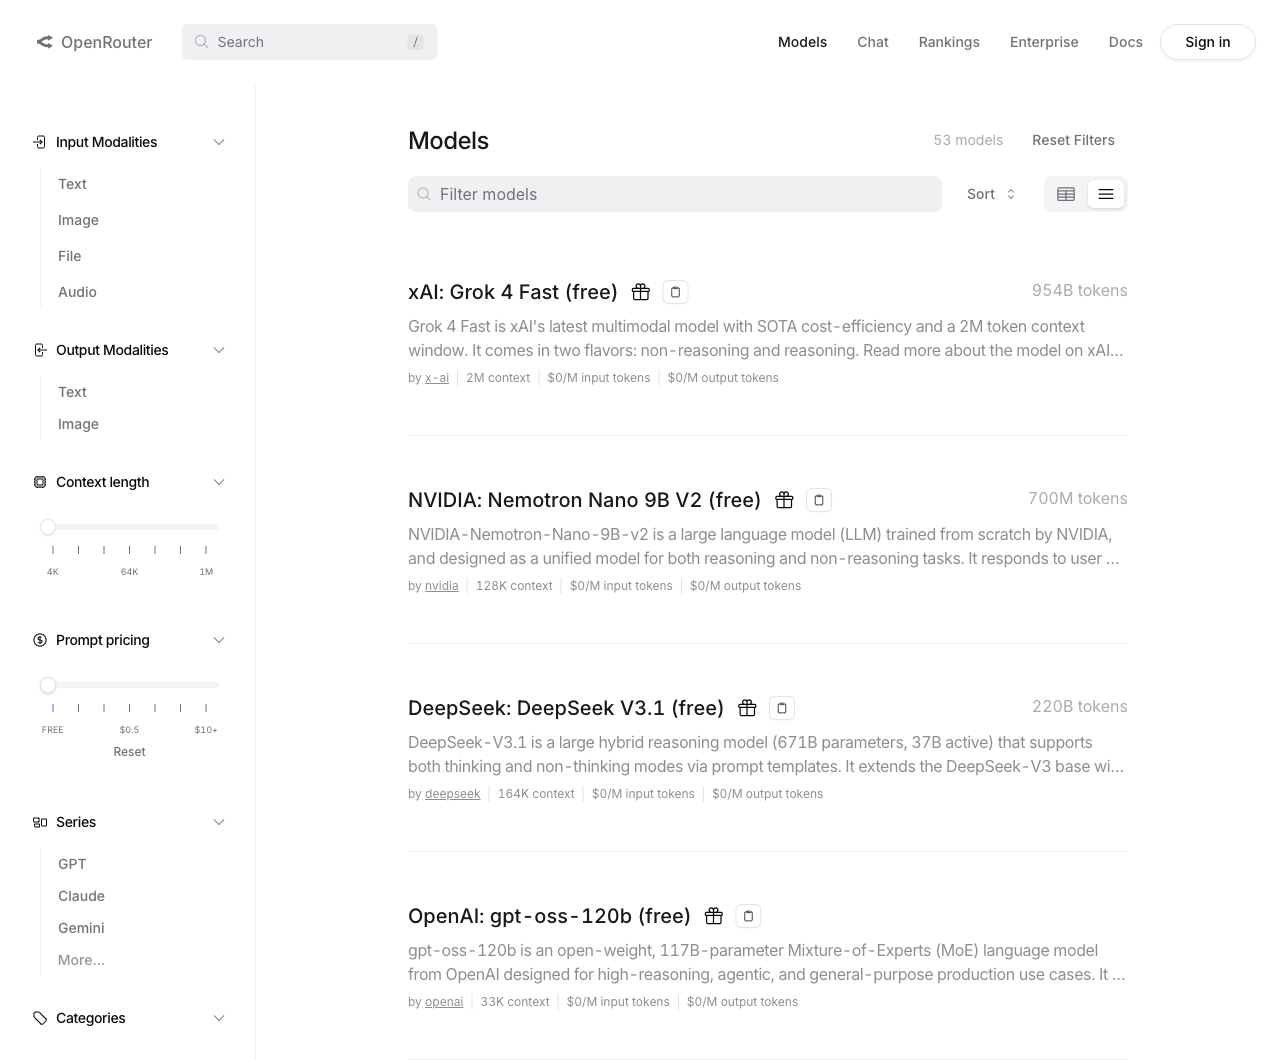 OpenRouter
Search
/
Models
Chat
Rankings
Enterprise
Docs
Sign in
Input Modalities
Text
Image
File
Audio
Output Modalities
Text
Image
Context length
4K 64K 1M
Prompt pricing
FREE $0.5 $10+
Reset
Series
GPT
Claude
Gemini
More...
Categories
Models
53 models
Reset Filters
Filter models
Sort
xAI: Grok 4 Fast (free)
954B tokens
Grok 4 Fast is xAI's latest multimodal model with SOTA cost-efficiency and a 2M token context
window. It comes in two flavors: non-reasoning and reasoning. Read more about the model on xAI...
by x-ai 2M context $0/M input tokens $0/M output tokens
NVIDIA: Nemotron Nano 9B V2 (free)
700M tokens
NVIDIA-Nemotron-Nano-9B-v2 is a large language model (LLM) trained from scratch by NVIDIA,
and designed as a unified model for both reasoning and non-reasoning tasks. It responds to user ...
by nvidia 128K context $0/M input tokens $0/M output tokens
DeepSeek: DeepSeek V3.1 (free)
220B tokens
DeepSeek-V3.1 is a large hybrid reasoning model (671B parameters, 37B active) that supports
both thinking and non-thinking modes via prompt templates. It extends the DeepSeek-V3 base wi...
by deepseek 164K context $0/M input tokens $0/M output tokens
OpenAI: gpt-oss-120b (free)
gpt-oss-120b is an open-weight, 117B-parameter Mixture-of-Experts (MoE) language model
from OpenAI designed for high-reasoning, agentic, and general-purpose production use cases. It ...
by openai 33K context $0/M input tokens $0/M output tokens